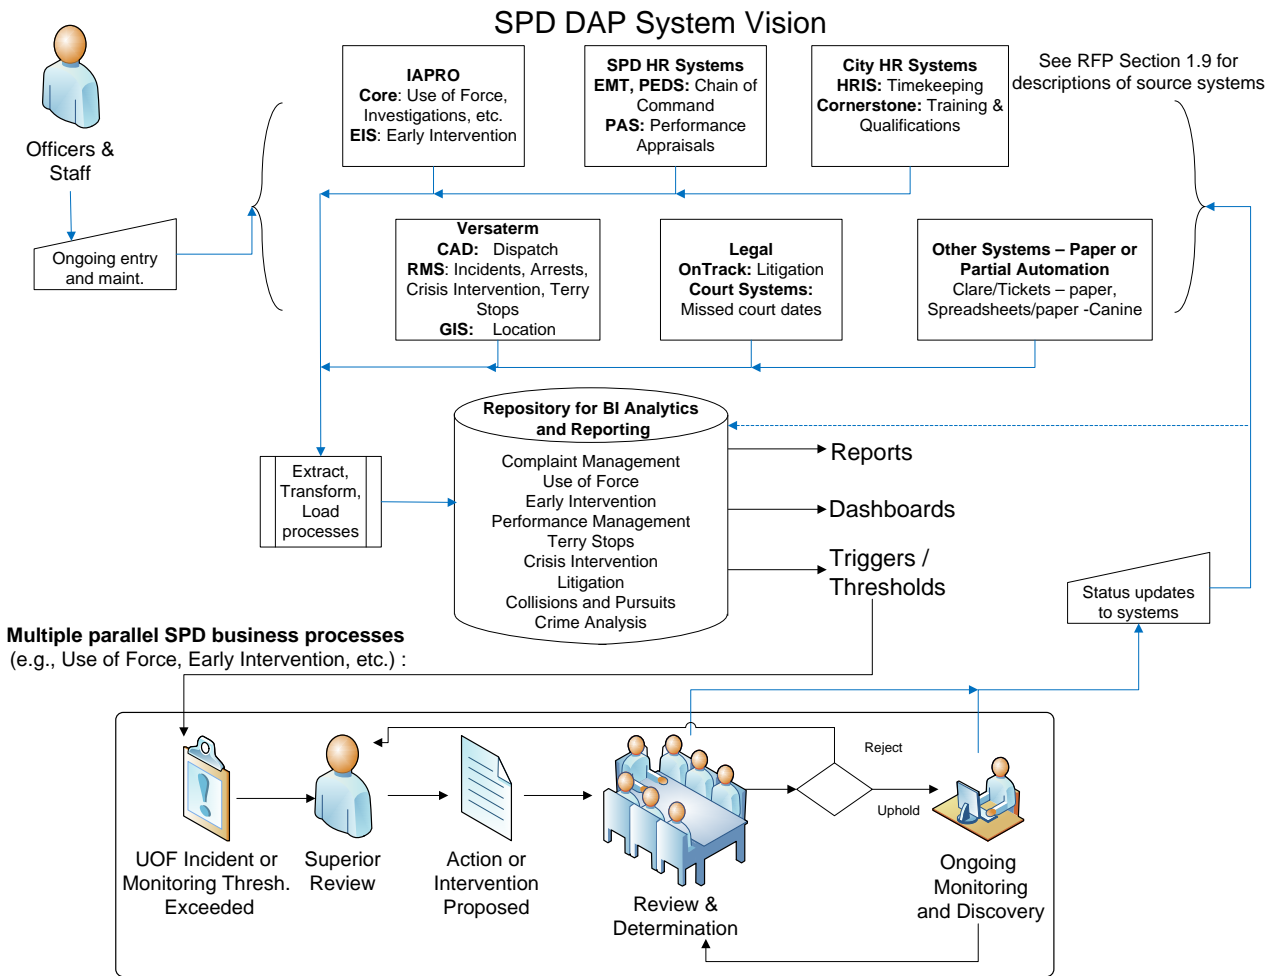 SPD DAP System Vision
Officers &
Staff
Ongoing entry
and maint.
IAPRO
Core: Use of Force,
Investigations, etc.
EIS: Early Intervention
SPD HR Systems
EMT, PEDS: Chain of
Command
PAS: Performance
Appraisals
City HR Systems
HRIS: Timekeeping
Cornerstone: Training &
Qualifications
See RFP Section 1.9 for
descriptions of source systems
Versaterm
CAD: Dispatch
RMS: Incidents, Arrests,
Crisis Intervention, Terry
Stops
GIS: Location
Legal
OnTrack: Litigation
Court Systems:
Missed court dates
Other Systems – Paper or
Partial Automation
Clare/Tickets – paper,
Spreadsheets/paper -Canine
Extract,
Transform,
Load
processes
Repository for BI Analytics
and Reporting
Complaint Management
Use of Force
Early Intervention
Performance Management
Terry Stops
Crisis Intervention
Litigation
Collisions and Pursuits
Crime Analysis
Reports
Dashboards
Triggers /
Thresholds
Status updates
to systems
Multiple parallel SPD business processes
(e.g., Use of Force, Early Intervention, etc.) :
UOF Incident or
Monitoring Thresh.
Exceeded
Superior
Review
Action or
Intervention
Proposed
Review &
Determination
Reject
Uphold
Ongoing
Monitoring
and Discovery